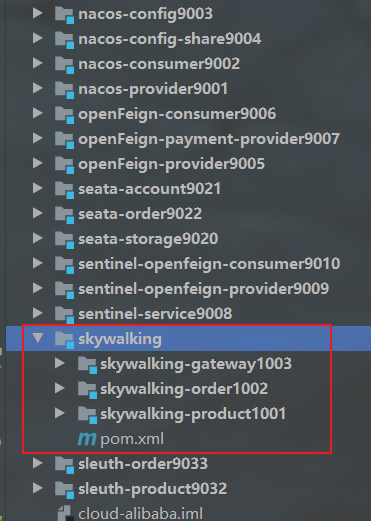 nacos-config9003
nacos-config-share9004
nacos-consumer9002
nacos-provider9001
openFeign-consumer9006
openFeign-payment-provider9007
openFeign-provider9005
seata-account9021
seata-order9022
seata-storage9020
sentinel-openfeign-consumer9010
sentinel-openfeign-provider9009
sentinel-service9008
skywalking
skywalking-gateway1003
skywalking-order1002
skywalking-product1001
pom.xml
sleuth-order9033
sleuth-product9032
cloud-alibaba.iml